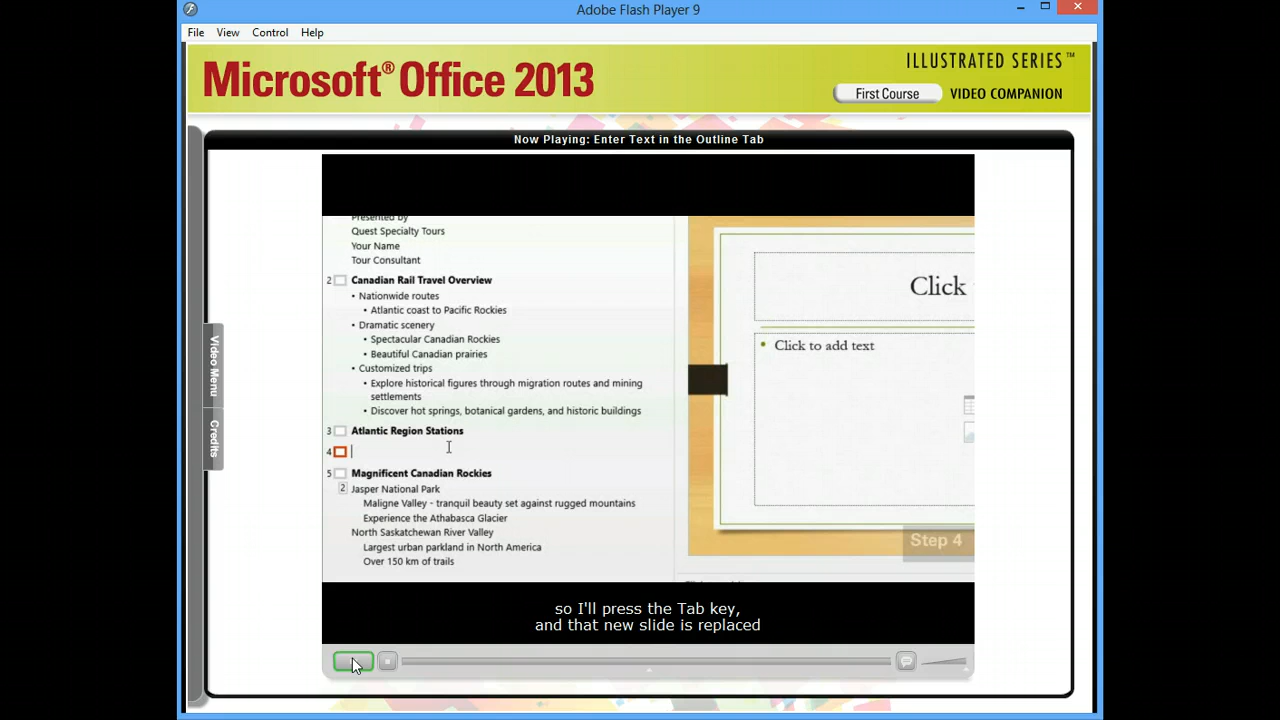 Adobe Flash Player 9
File View Control Help
Microsoft® Office 2013
ILLUSTRATED SERIES™
First Course VIDEO COMPANION
Now Playing: Enter Text in the Outline Tab
Video Menu
Credits
Presented by
Quest Specialty Tours
Your Name
Tour Consultant
2 Canadian Rail Travel Overview
• Nationwide routes
• Atlantic coast to Pacific Rockies
• Dramatic scenery
• Spectacular Canadian Rockies
• Beautiful Canadian prairies
• Customized trips
• Explore historical figures through migration routes and mining
settlements
• Discover hot springs, botanical gardens, and historic buildings
3 Atlantic Region Stations
4
5 Magnificent Canadian Rockies
2 Jasper National Park
Maligne Valley - tranquil beauty set against rugged mountains
Experience the Athabasca Glacier
North Saskatchewan River Valley
Largest urban parkland in North America
Over 150 km of trails
Click
• Click to add text
Step 4
so I'll press the Tab key,
and that new slide is replaced